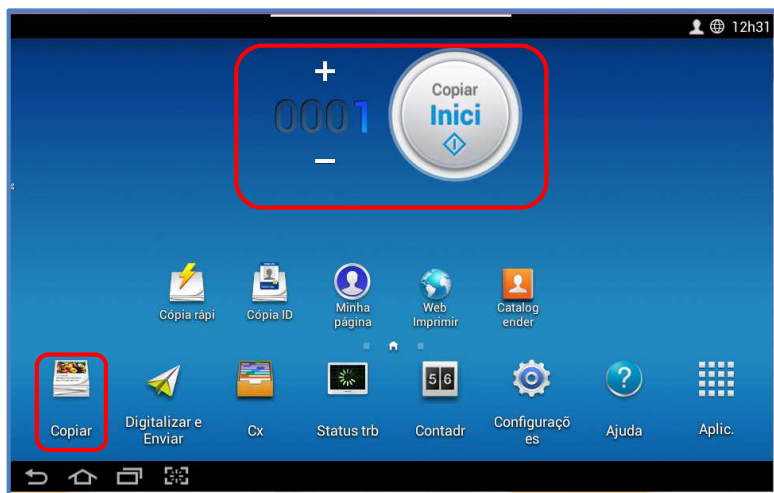 12h31
0001
Copiar
Inici
Cópia rápi
Cópia ID
Minha
página
Web
Imprimir
Catalog
ender
5 6
?
Copiar
Digitalizar e
Enviar
Cx
Status trb
Contadr
Configuraçõ
es
Ajuda
Aplic.